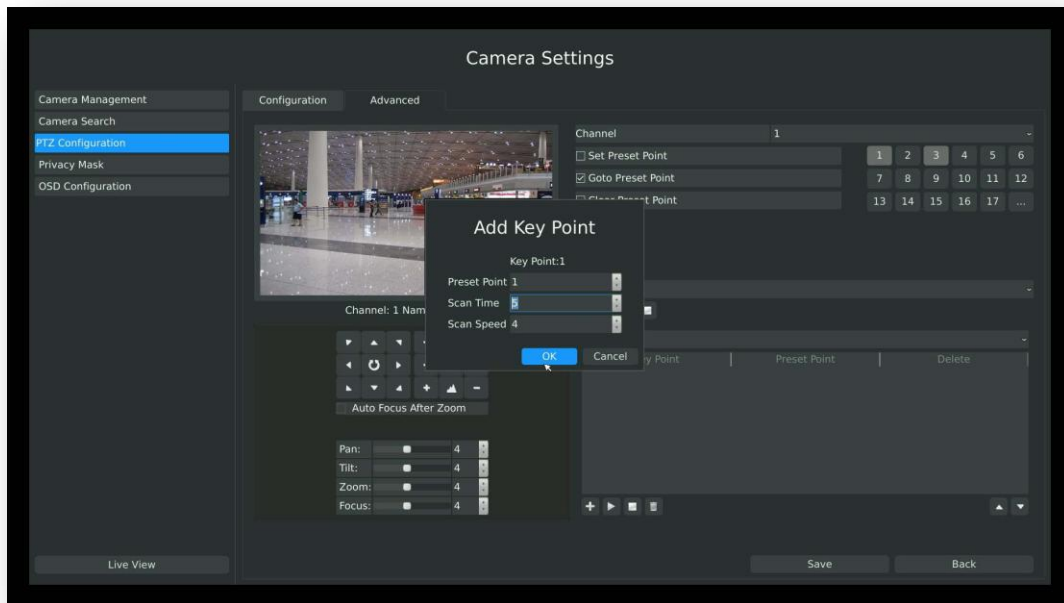 Camera Settings
Camera Management
Camera Search
PTZ Configuration
Privacy Mask
OSD Configuration
Live View
Configuration Advanced
Channel 1
Set Preset Point 1 2 3 4 5 6
Goto Preset Point 7 8 9 10 11 12
Preset Point 13 14 15 16 17 ...
Add Key Point
Key Point:1
Preset Point 1
Scan Time 5
Scan Speed 4
OK Cancel
Channel: 1 Nam
Point Preset Point Delete
Auto Focus After Zoom
Pan: 4
Tilt: 4
Zoom: 4
Focus: 4
Save Back